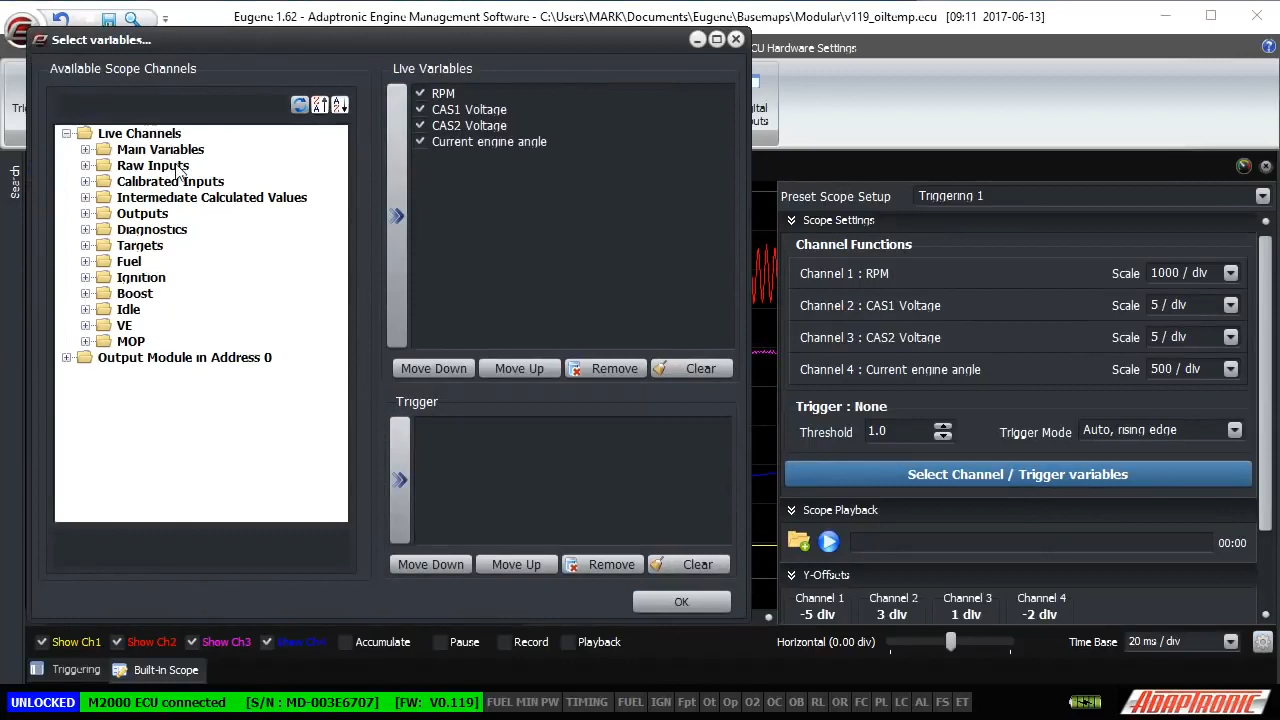 Eugene 1.62 - Adaptronic Engine Management Software - C:\Users\MARK\Documents\Eugene\Basemaps\Modular\v119_oiltemp.ecu [09:11 2017-06-13]
Select variables...
CU Hardware Settings
Available Scope Channels
Live Channels
Main Variables
Raw Inputs
Calibrated Inputs
Intermediate Calculated Values
Outputs
Diagnostics
Targets
Fuel
Ignition
Boost
Idle
VE
MOP
Output Module in Address 0
Live Variables
RPM
CAS1 Voltage
CAS2 Voltage
Current engine angle
Move Down
Move Up
Remove
Clear
Trigger
Move Down
Move Up
Remove
Clear
OK
Tri
ital
outs
Search
Preset Scope Setup Triggering 1
Scope Settings
Channel Functions
Channel 1 : RPM Scale 1000 / div
Channel 2 : CAS1 Voltage Scale 5 / div
Channel 3 : CAS2 Voltage Scale 5 / div
Channel 4 : Current engine angle Scale 500 / div
Trigger : None
Threshold 1.0 Trigger Mode Auto, rising edge
Select Channel / Trigger variables
Scope Playback
00:00
Y-Offsets
Channel 1 Channel 2 Channel 3 Channel 4
-5 div 3 div 1 div -2 div
Show Ch1 Show Ch2 Show Ch3 Show Ch4 Accumulate Pause Record Playback Horizontal (0.00 div) Time Base 20 ms / div
Triggering Built-In Scope
UNLOCKED M2000 ECU connected [S/N : MD-003E6707] [FW: V0.119] FUEL MIN PW TIMING FUEL IGN Fpt Ot Op O2 OC OB RL OR FC PL LC AL FS ET ADAPTRONIC